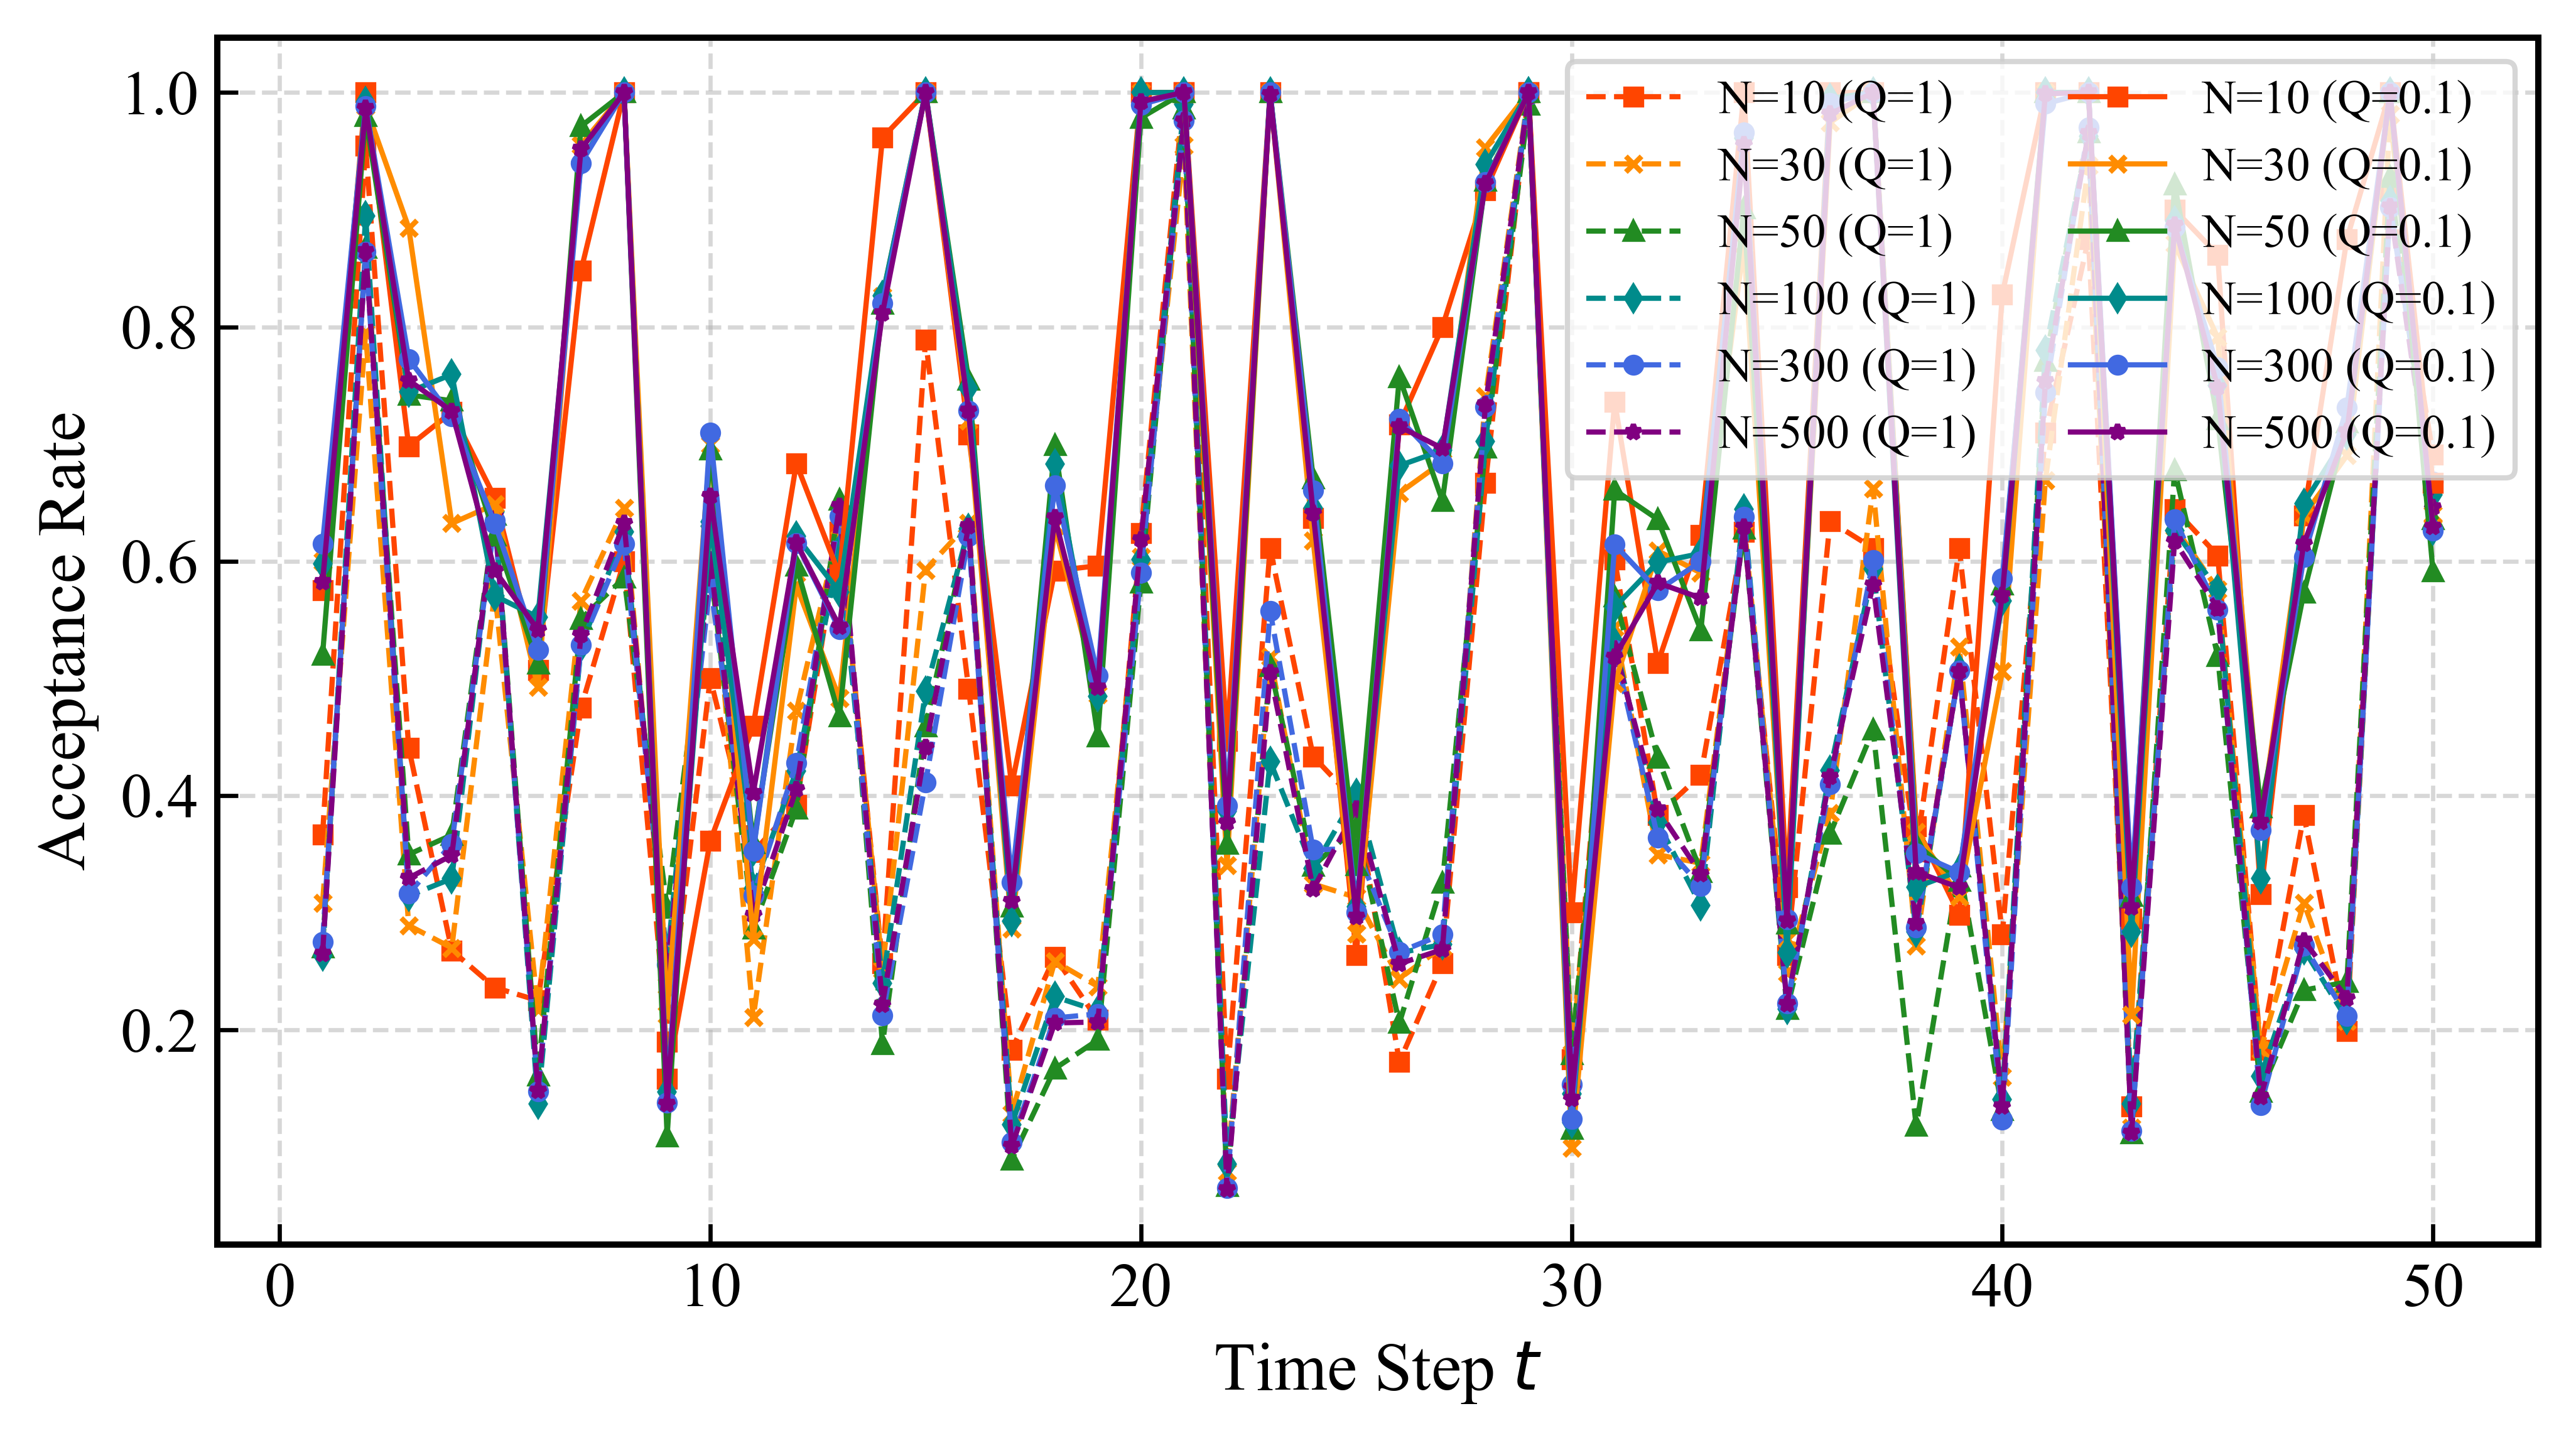 1.0
0.8
0.6
0.4
0.2
Acceptance Rate
0 10 20 30 40 50
Time Step t
N=10 (Q=1) N=10 (Q=0.1)
N=30 (Q=1) N=30 (Q=0.1)
N=50 (Q=1) N=50 (Q=0.1)
N=100 (Q=1) N=100 (Q=0.1)
N=300 (Q=1) N=300 (Q=0.1)
N=500 (Q=1) N=500 (Q=0.1)